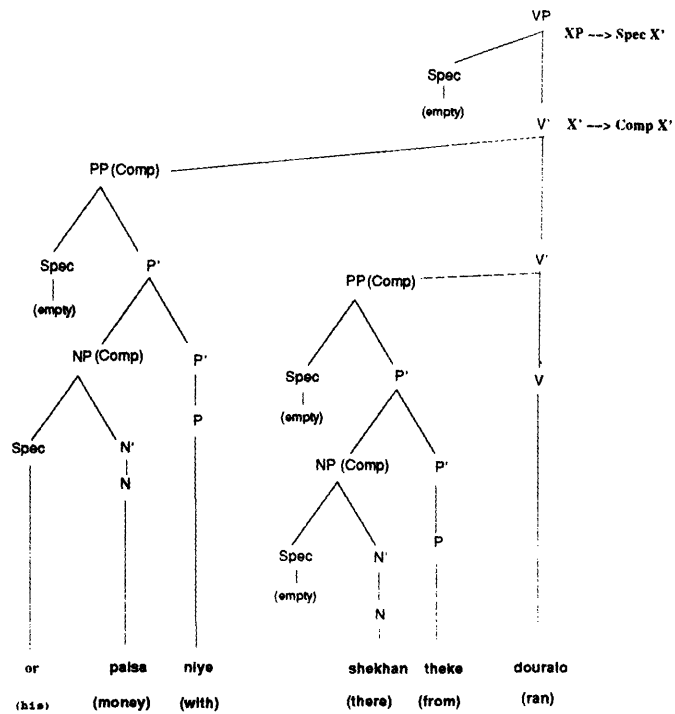 VP
XP --> Spec X'
Spec
(empty)
V' X' --> Comp X'
PP (Comp)
Spec P' V'
(empty) PP (Comp)
NP (Comp) P' Spec P' V
P (empty)
Spec N' NP (Comp) P'
N
P
Spec N'
(empty)
N
or paisa niye shekhan theke douralo
(his) (money) (with) (there) (from) (ran)